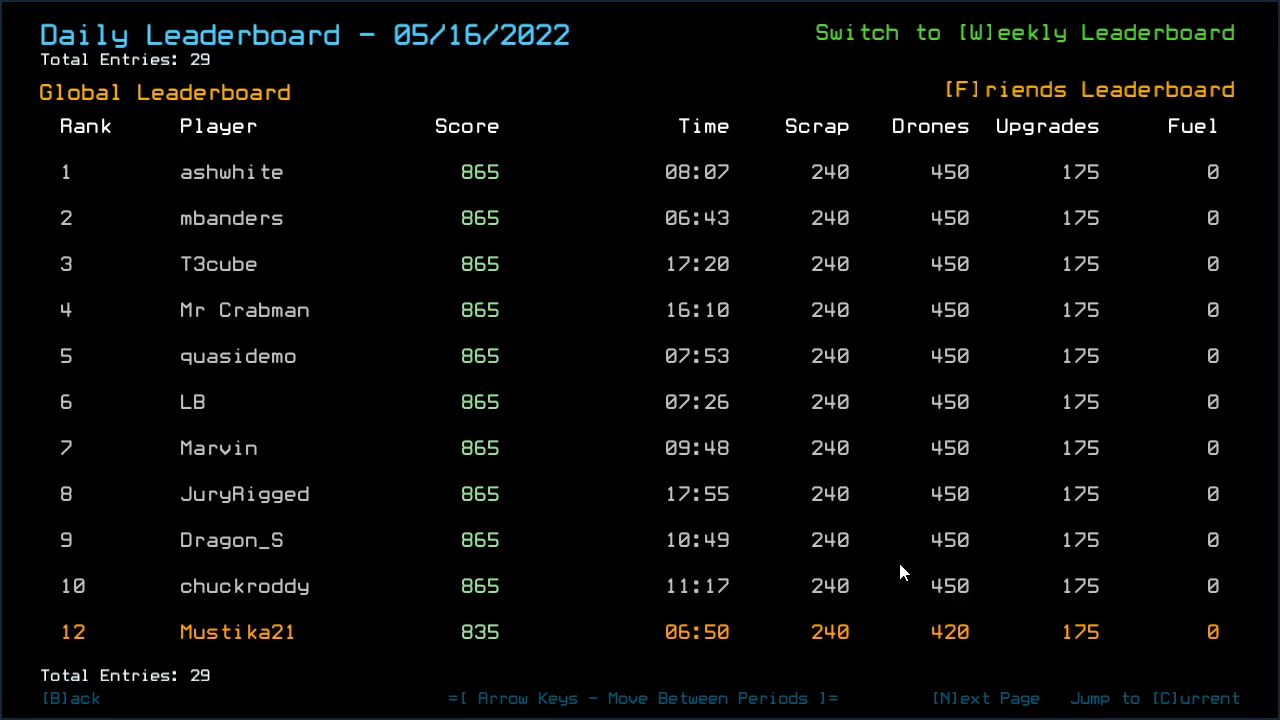 Daily Leaderboard - 05/16/2022 Switch to [W]eekly Leaderboard
Total Entries: 29
Global Leaderboard [F]riends Leaderboard
Rank Player Score Time Scrap Drones Upgrades Fuel
1 ashwhite 865 08:07 240 450 175 0
2 mbanders 865 06:43 240 450 175 0
3 T3cube 865 17:20 240 450 175 0
4 Mr Crabman 865 16:10 240 450 175 0
5 quasidemo 865 07:53 240 450 175 0
6 LB 865 07:26 240 450 175 0
7 Marvin 865 09:48 240 450 175 0
8 JuryRigged 865 17:55 240 450 175 0
9 Dragon_S 865 10:49 240 450 175 0
10 chuckroddy 865 11:17 240 450 175 0
12 Mustika21 835 06:50 240 420 175 0
Total Entries: 29
[B]ack =[ Arrow Keys - Move Between Periods ]= [N]ext Page Jump to [C]urrent